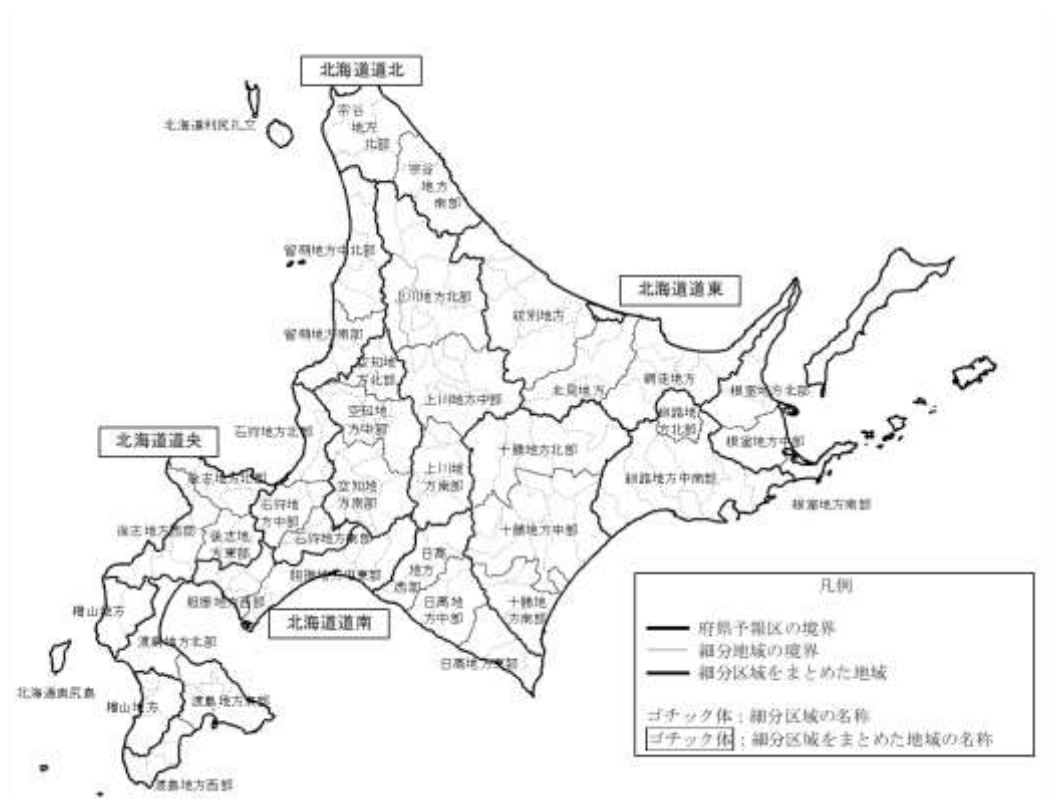 北海道道北
宗谷
地方
北部
北海道利尻礼文
宗谷
地方
南部
留萌地方中北部
北海道道東
上川地方北部
紋別地方
留萌地方南部
空知地
方北部
上川地方中部
北見地方
網走地方
根室地方北部
空知地
方中部
釧路地
方北部
北海道道央
石狩地方北部
根室地方中部
十勝地方北部
後志地方北部
上川地
方南部
空知地
方南部
釧路地方中南部
石狩地
方中部
根室地方南部
後志地方西部
後志地
方東部
石狩地方南部
十勝地方中部
日高
地方
西部
胆振地方中東部
胆振地方西部
日高地
方中部
十勝地
方南部
檜山地方
北海道道南
渡島地方北部
日高地方東部
北海道奥尻島
檜山地方
渡島地方東部
渡島地方西部
凡例
府県予報区の境界
細分地域の境界
細分区域をまとめた地域
ゴチック体:細分区域の名称
ゴチック体:細分区域をまとめた地域の名称